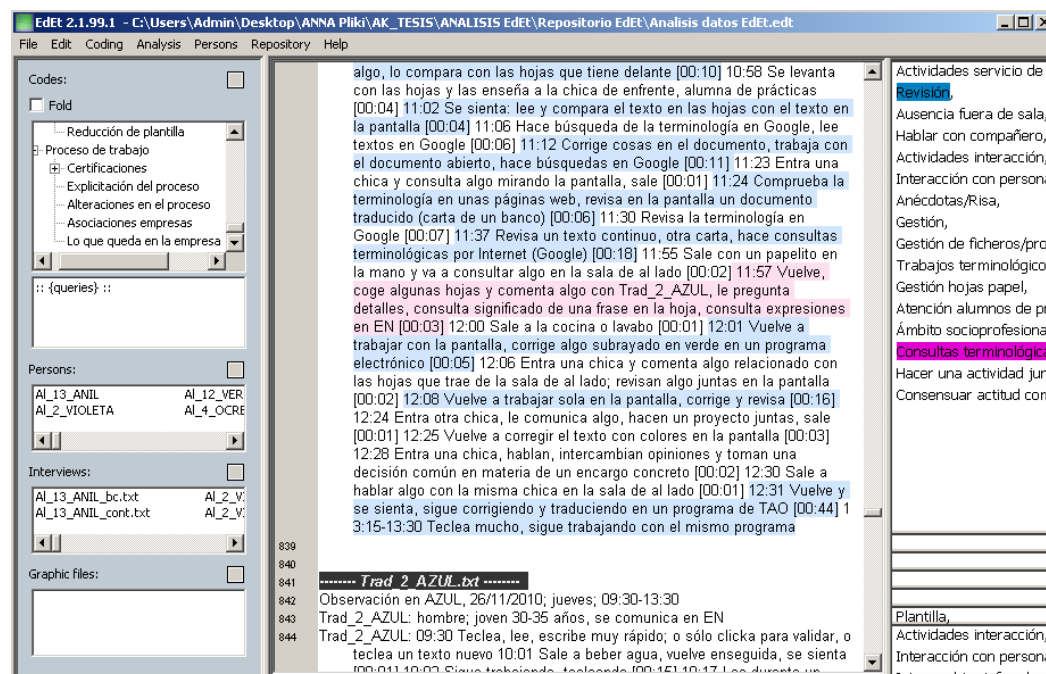 EdEt 2.1.99.1 - C:\Users\Admin\Desktop\ANNA Pliki\AK_TESIS\ANALISIS EdEt\Repositorio EdEt\Analisis datos EdEt.edt
File Edit Coding Analysis Persons Repository Help
Codes:
Fold
Reducción de plantilla
Proceso de trabajo
Certificaciones
Explicitación del proceso
Alteraciones en el proceso
Asociaciones empresas
Lo que queda en la empresa
:: {queries} ::
Persons:
Al_13_ANIL Al_12_VER
Al_2_VIOLETA Al_4_OCRE
Interviews:
Al_13_ANIL_bc.txt Al_2_V
Al_13_ANIL_cont.txt Al_2_V
Graphic files:
algo, lo compara con las hojas que tiene delante [00:10] 10:58 Se levanta
con las hojas y las enseña a la chica de enfrente, alumna de prácticas
[00:04] 11:02 Se sienta: lee y compara el texto en las hojas con el texto en
la pantalla [00:04] 11:06 Hace búsqueda de la terminología en Google, lee
textos en Google [00:06] 11:12 Corrige cosas en el documento, trabaja con
el documento abierto, hace búsquedas en Google [00:11] 11:23 Entra una
chica y consulta algo mirando la pantalla, sale [00:01] 11:24 Comprueba la
terminología en unas páginas web, revisa en la pantalla un documento
traducido (carta de un banco) [00:06] 11:30 Revisa la terminología en
Google [00:07] 11:37 Revisa un texto continuo, otra carta, hace consultas
terminológicas por Internet (Google) [00:18] 11:55 Sale con un papelito en
la mano y va a consultar algo en la sala de al lado [00:02] 11:57 Vuelve,
coge algunas hojas y comenta algo con Trad_2_AZUL, le pregunta
detalles, consulta significado de una frase en la hoja, consulta expresiones
en EN [00:03] 12:00 Sale a la cocina o lavabo [00:01] 12:01 Vuelve a
trabajar con la pantalla, corrige algo subrayado en verde en un programa
electrónico [00:05] 12:06 Entra una chica y comenta algo relacionado con
las hojas que trae de la sala de al lado; revisan algo juntas en la pantalla
[00:02] 12:08 Vuelve a trabajar sola en la pantalla, corrige y revisa [00:16]
12:24 Entra otra chica, le comunica algo, hacen un proyecto juntas, sale
[00:01] 12:25 Vuelve a corregir el texto con colores en la pantalla [00:03]
12:28 Entra una chica, hablan, intercambian opiniones y toman una
decisión común en materia de un encargo concreto [00:02] 12:30 Sale a
hablar algo con la misma chica en la sala de al lado [00:01] 12:31 Vuelve y
se sienta, sigue corrigiendo y traduciendo en un programa de TAO [00:44] 1
3:15-13:30 Teclea mucho, sigue trabajando con el mismo programa
839
840
841 -------- Trad_2_AZUL.txt --------
842 Observación en AZUL, 26/11/2010; jueves; 09:30-13:30
843 Trad_2_AZUL: hombre; joven 30-35 años, se comunica en EN
844 Trad_2_AZUL: 09:30 Teclea, lee, escribe muy rápido; o sólo clicka para validar, o
teclea un texto nuevo 10:01 Sale a beber agua, vuelve enseguida, se sienta
[00:01] 10:02 Sigue trabajando, tecleando [00:15] 10:17 Lee durante un
Actividades servicio de
Revisión,
Ausencia fuera de sala,
Hablar con compañero,
Actividades interacción,
Interacción con persona
Anécdotas/Risa,
Gestión,
Gestión de ficheros/pro
Trabajos terminológico
Gestión hojas papel,
Atención alumnos de pr
Ámbito socioprofesiona
Consultas terminológica
Hacer una actividad jun
Consensuar actitud con
Plantilla,
Actividades interacción,
Interacción con persona